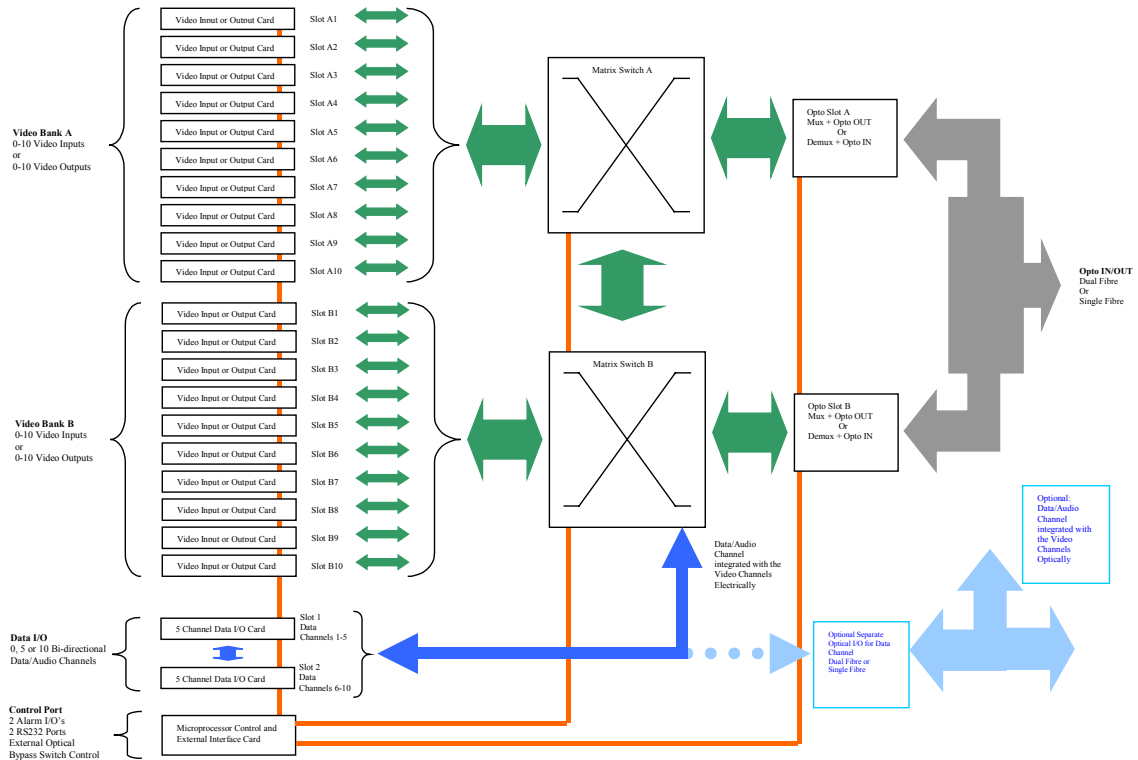 Video Bank A
0-10 Video Inputs
or
0-10 Video Outputs
Video Input or Output Card
Slot A1
Video Input or Output Card
Slot A2
Video Input or Output Card
Slot A3
Video Input or Output Card
Slot A4
Video Input or Output Card
Slot A5
Video Input or Output Card
Slot A6
Video Input or Output Card
Slot A7
Video Input or Output Card
Slot A8
Video Input or Output Card
Slot A9
Video Input or Output Card
Slot A10
Matrix Switch A
Opto Slot A
Mux + Opto OUT
Or
Demux + Opto IN
Opto IN/OUT
Dual Fibre
Or
Single Fibre
Video Bank B
0-10 Video Inputs
or
0-10 Video Outputs
Video Input or Output Card
Slot B1
Video Input or Output Card
Slot B2
Video Input or Output Card
Slot B3
Video Input or Output Card
Slot B4
Video Input or Output Card
Slot B5
Video Input or Output Card
Slot B6
Video Input or Output Card
Slot B7
Video Input or Output Card
Slot B8
Video Input or Output Card
Slot B9
Video Input or Output Card
Slot B10
Matrix Switch B
Opto Slot B
Mux + Opto OUT
Or
Demux + Opto IN
Data/Audio
Channel
integrated with the
Video Channels
Electrically
Optional:
Data/Audio
Channel
integrated with
the Video
Channels
Optically
Data I/O
0, 5 or 10 Bi-directional
Data/Audio Channels
5 Channel Data I/O Card
Slot 1
Data
Channels 1-5
5 Channel Data I/O Card
Slot 2
Data
Channels 6-10
Optional Separate
Optical I/O for Data
Channel
Dual Fibre or
Single Fibre
Control Port
2 Alarm I/O's
2 RS232 Ports
External Optical
Bypass Switch Control
Microprocessor Control and
External Interface Card